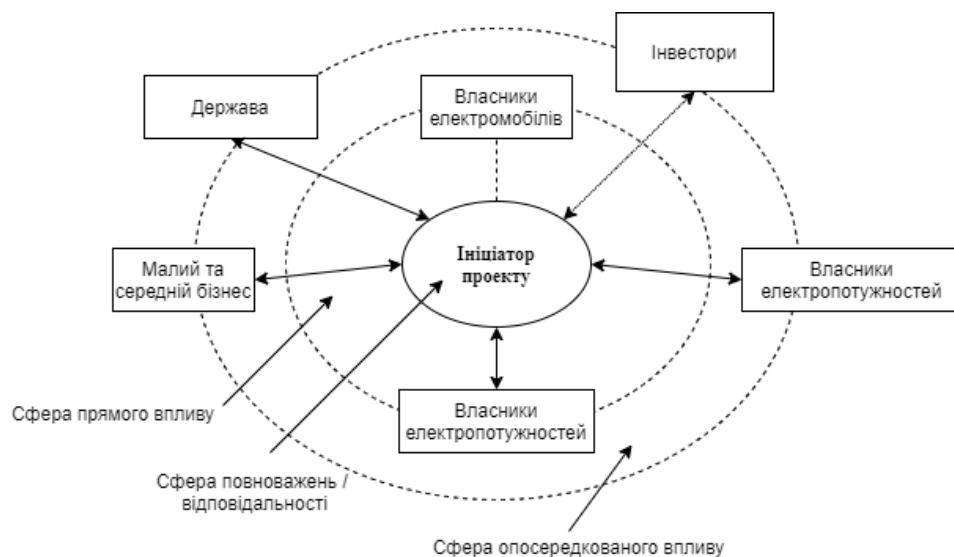 Інвестори
Держава
Власники
електромобілів
Ініціатор
проекту
Малий та
середній бізнес
Власники
електропотужностей
Власники
електропотужностей
Сфера прямого впливу
Сфера повноважень /
відповідальності
Сфера опосередкованого впливу